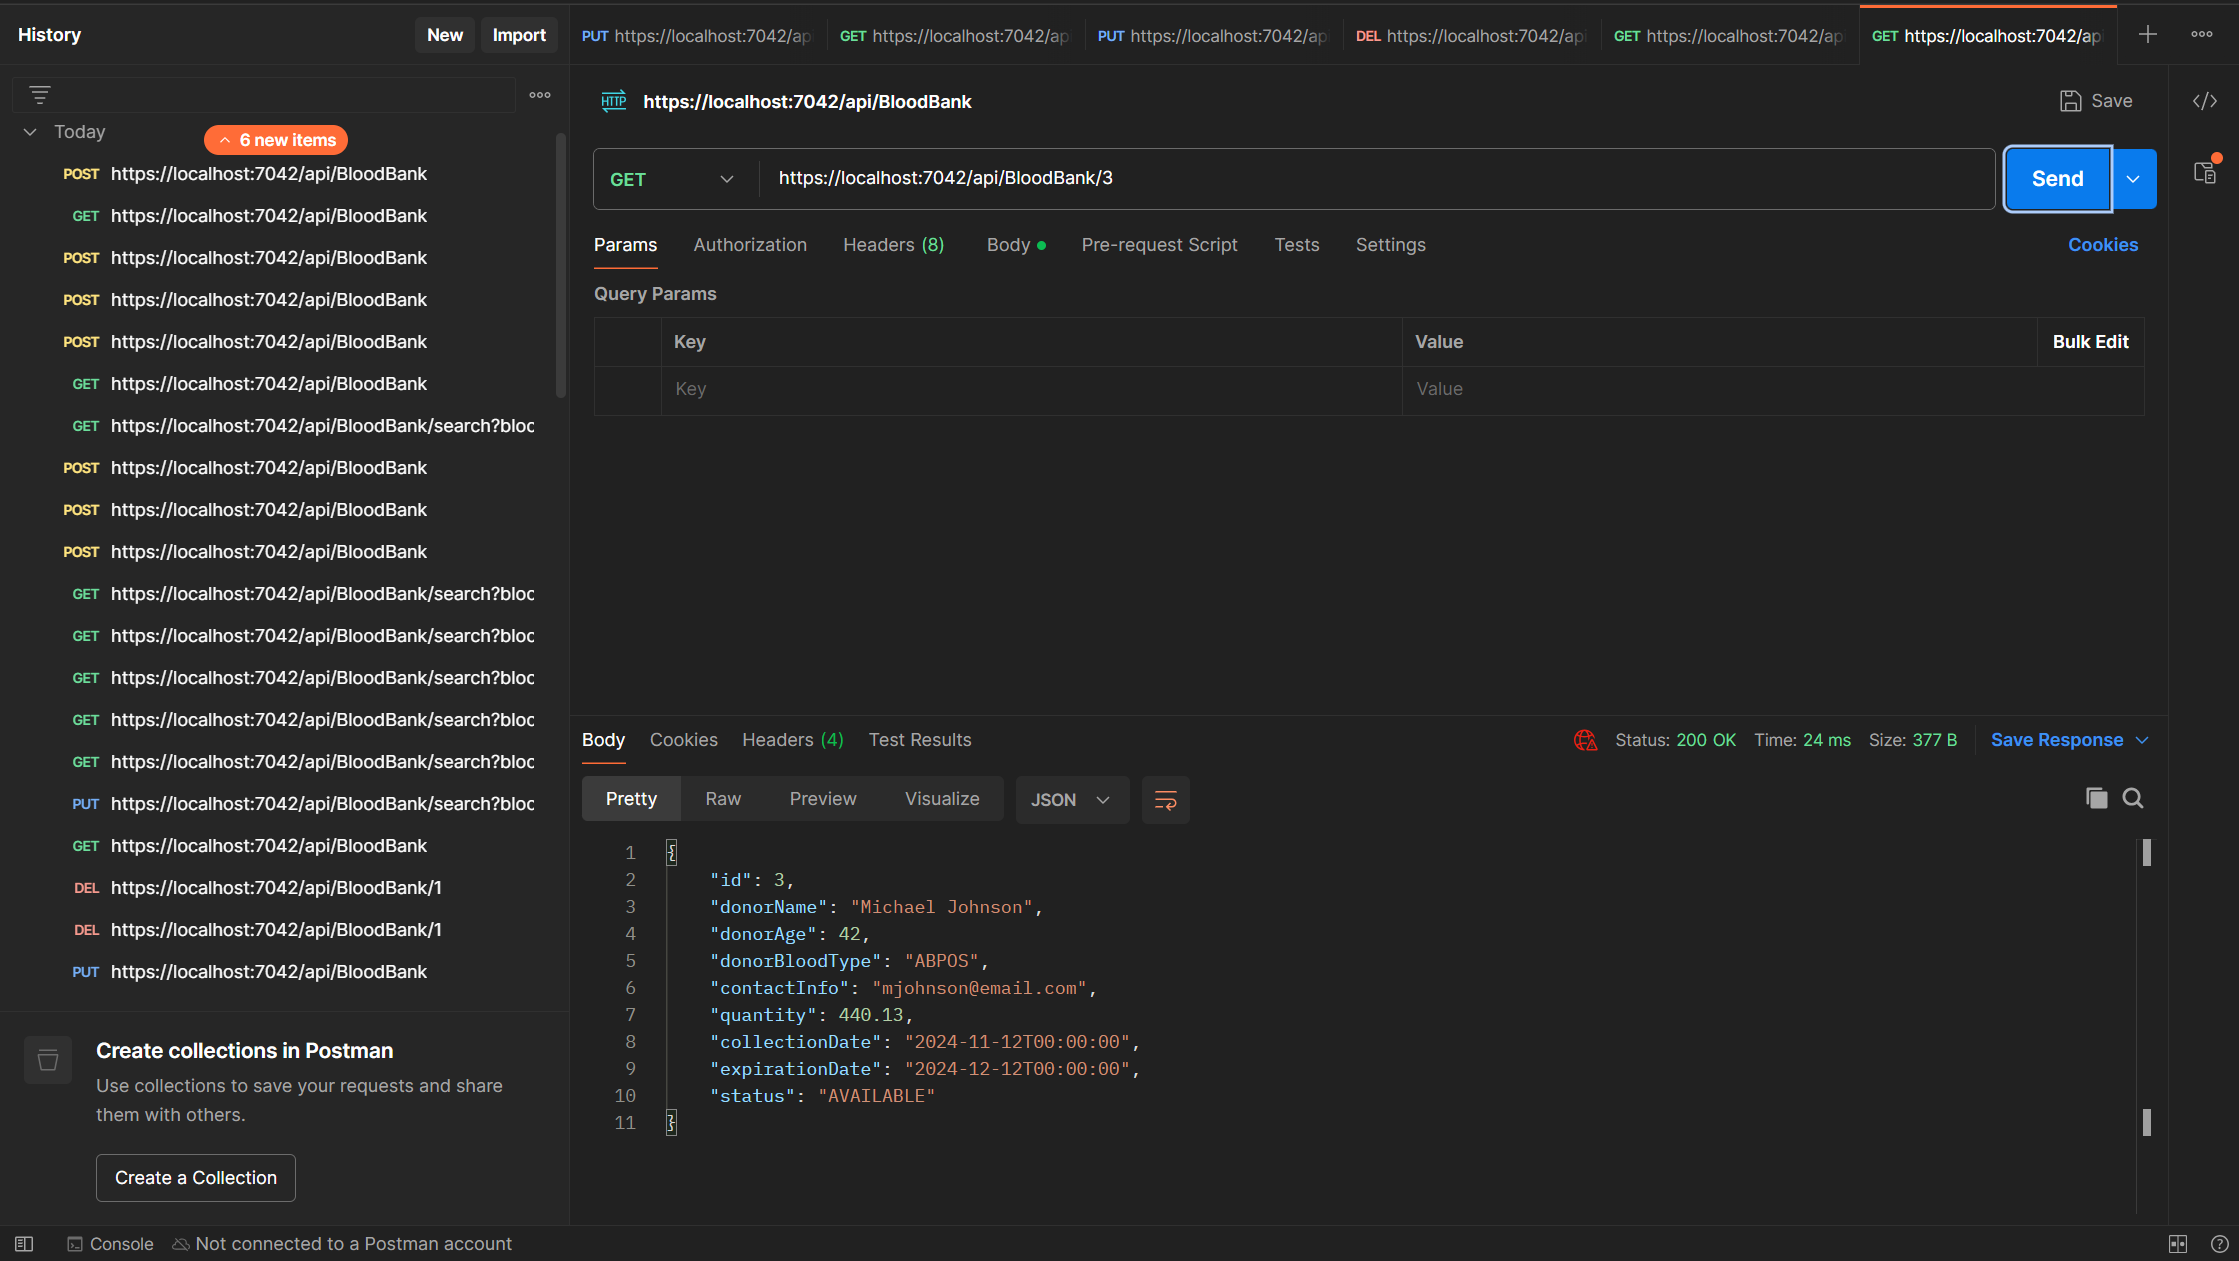 History
New
Import
PUT https://localhost:7042/ap
GET https://localhost:7042/ap
PUT https://localhost:7042/ap
DEL https://localhost:7042/api
GET https://localhost:7042/ap
GET https://localhost:7042/ap
HTTP https://localhost:7042/api/BloodBank
Save
Today
6 new items
POST https://localhost:7042/api/BloodBank
GET https://localhost:7042/api/BloodBank
POST https://localhost:7042/api/BloodBank
POST https://localhost:7042/api/BloodBank
POST https://localhost:7042/api/BloodBank
GET https://localhost:7042/api/BloodBank
GET https://localhost:7042/api/BloodBank/search?bloc
POST https://localhost:7042/api/BloodBank
POST https://localhost:7042/api/BloodBank
POST https://localhost:7042/api/BloodBank
GET https://localhost:7042/api/BloodBank/search?bloc
GET https://localhost:7042/api/BloodBank/search?bloc
GET https://localhost:7042/api/BloodBank/search?bloc
GET https://localhost:7042/api/BloodBank/search?bloc
GET https://localhost:7042/api/BloodBank/search?bloc
PUT https://localhost:7042/api/BloodBank/search?bloc
GET https://localhost:7042/api/BloodBank
DEL https://localhost:7042/api/BloodBank/1
DEL https://localhost:7042/api/BloodBank/1
PUT https://localhost:7042/api/BloodBank
Create collections in Postman
Use collections to save your requests and share
them with others.
Create a Collection
GET https://localhost:7042/api/BloodBank/3
Send
Params Authorization Headers (8) Body Pre-request Script Tests Settings
Cookies
Query Params
Key Value Bulk Edit
Key Value
Body Cookies Headers (4) Test Results
Status: 200 OK Time: 24 ms Size: 377 B
Save Response
Pretty Raw Preview Visualize
JSON
1 {
2 "id": 3,
3 "donorName": "Michael Johnson",
4 "donorAge": 42,
5 "donorBloodType": "ABPOS",
6 "contactInfo": "mjohnson@email.com",
7 "quantity": 440.13,
8 "collectionDate": "2024-11-12T00:00:00",
9 "expirationDate": "2024-12-12T00:00:00",
10 "status": "AVAILABLE"
11 }
Console
Not connected to a Postman account